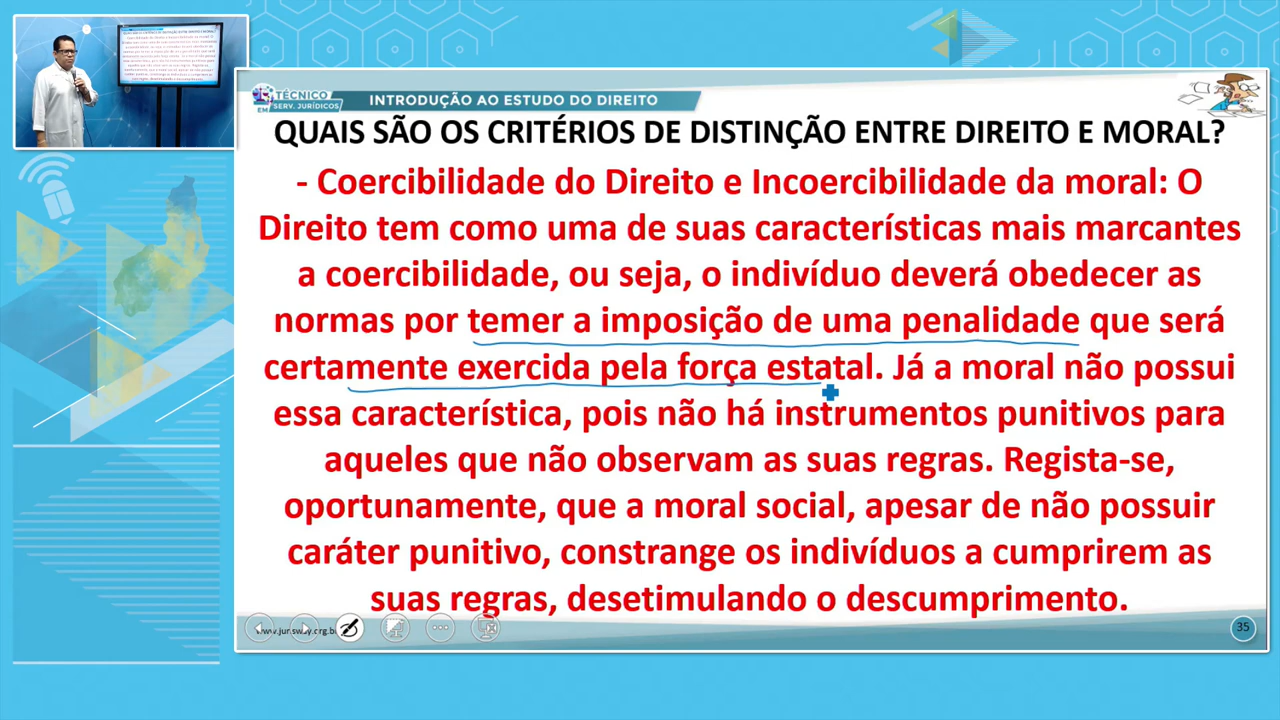 TÉCNICO
EM SERV. JURÍDICOS
INTRODUÇÃO AO ESTUDO DO DIREITO
QUAIS SÃO OS CRITÉRIOS DE DISTINÇÃO ENTRE DIREITO E MORAL?
- Coercibilidade do Direito e Incoercibilidade da moral: O
Direito tem como uma de suas características mais marcantes
a coercibilidade, ou seja, o indivíduo deverá obedecer as
normas por temer a imposição de uma penalidade que será
certamente exercida pela força estatal. Já a moral não possui
essa característica, pois não há instrumentos punitivos para
aqueles que não observam as suas regras. Regista-se,
oportunamente, que a moral social, apesar de não possuir
caráter punitivo, constrange os indivíduos a cumprirem as
suas regras, desetimulando o descumprimento.
35